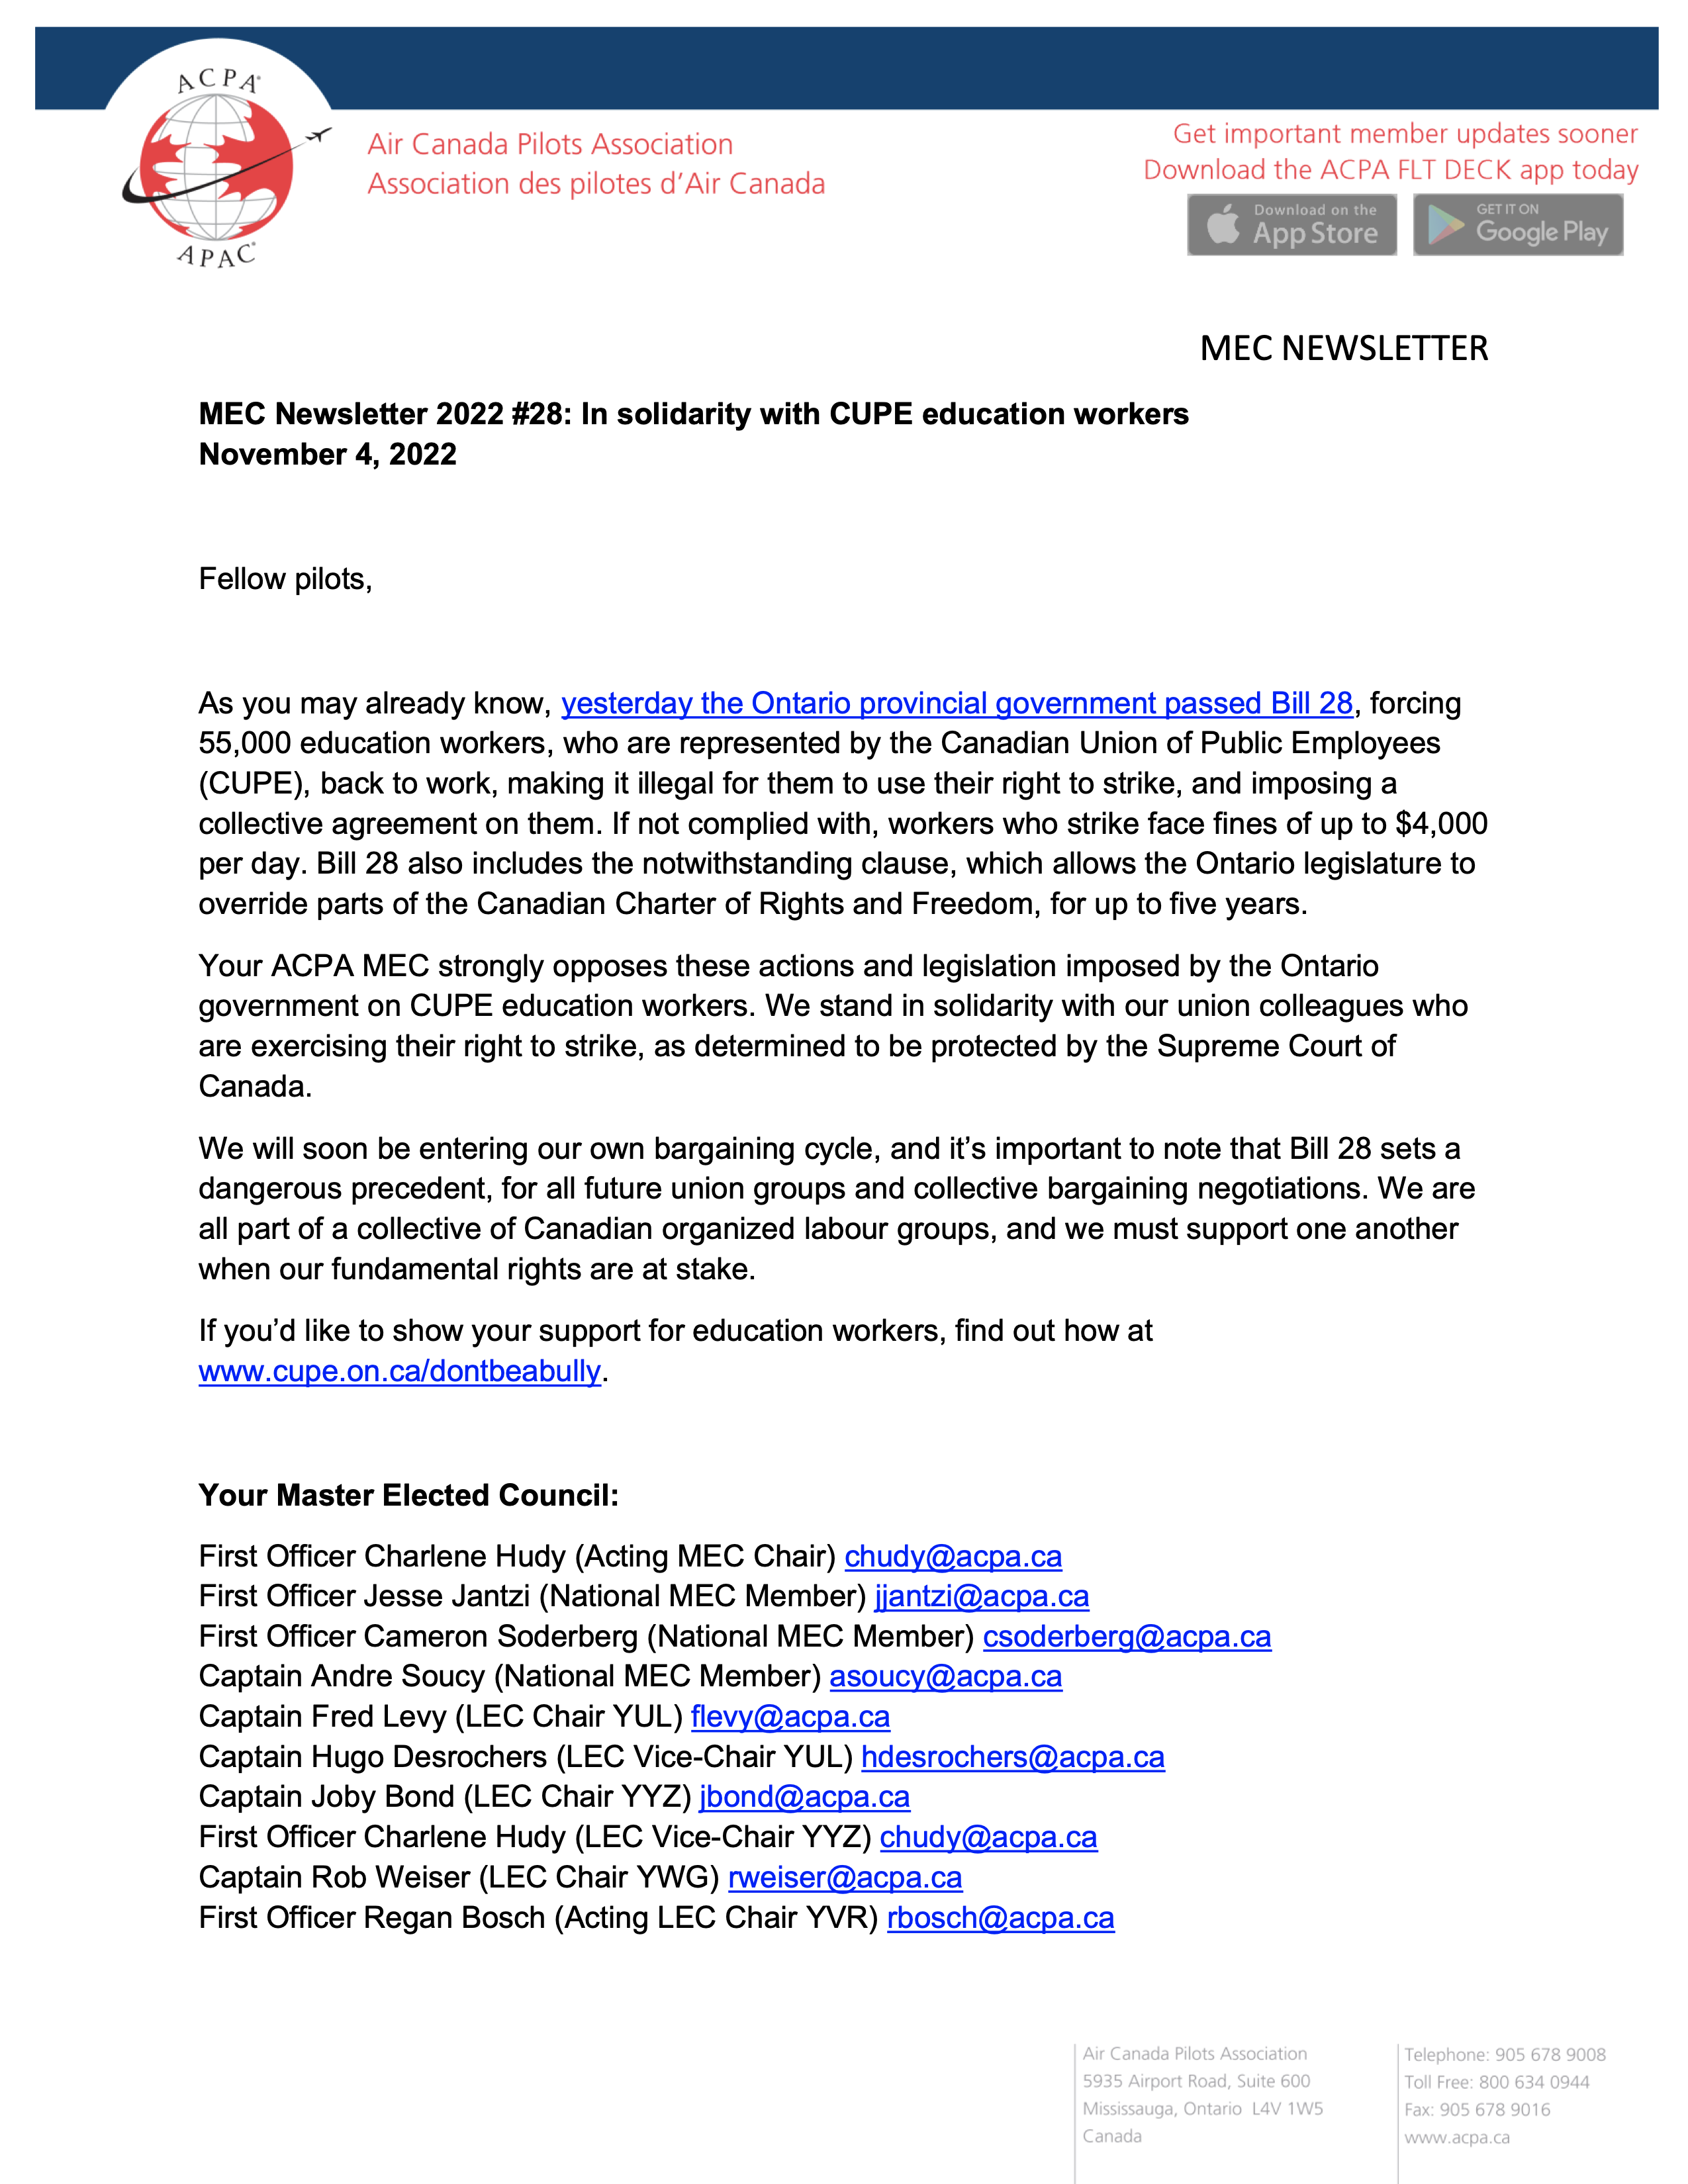 ACPA®
APAC®
Air Canada Pilots Association
Association des pilotes d'Air Canada
Get important member updates sooner
Download the ACPA FLT DECK app today
Download on the
App Store
GET IT ON
Google Play
MEC NEWSLETTER
MEC Newsletter 2022 #28: In solidarity with CUPE education workers
November 4, 2022
Fellow pilots,
As you may already know, yesterday the Ontario provincial government passed Bill 28, forcing
55,000 education workers, who are represented by the Canadian Union of Public Employees
(CUPE), back to work, making it illegal for them to use their right to strike, and imposing a
collective agreement on them. If not complied with, workers who strike face fines of up to $4,000
per day. Bill 28 also includes the notwithstanding clause, which allows the Ontario legislature to
override parts of the Canadian Charter of Rights and Freedom, for up to five years.
Your ACPA MEC strongly opposes these actions and legislation imposed by the Ontario
government on CUPE education workers. We stand in solidarity with our union colleagues who
are exercising their right to strike, as determined to be protected by the Supreme Court of
Canada.
We will soon be entering our own bargaining cycle, and it's important to note that Bill 28 sets a
dangerous precedent, for all future union groups and collective bargaining negotiations. We are
all part of a collective of Canadian organized labour groups, and we must support one another
when our fundamental rights are at stake.
If you'd like to show your support for education workers, find out how at
www.cupe.on.ca/dontbeabully.
Your Master Elected Council:
First Officer Charlene Hudy (Acting MEC Chair) chudy@acpa.ca
First Officer Jesse Jantzi (National MEC Member) jjantzi@acpa.ca
First Officer Cameron Soderberg (National MEC Member) csoderberg@acpa.ca
Captain Andre Soucy (National MEC Member) asoucy@acpa.ca
Captain Fred Levy (LEC Chair YUL) flevy@acpa.ca
Captain Hugo Desrochers (LEC Vice-Chair YUL) hdesrochers@acpa.ca
Captain Joby Bond (LEC Chair YYZ) jbond@acpa.ca
First Officer Charlene Hudy (LEC Vice-Chair YYZ) chudy@acpa.ca
Captain Rob Weiser (LEC Chair YWG) rweiser@acpa.ca
First Officer Regan Bosch (Acting LEC Chair YVR) rbosch@acpa.ca
Air Canada Pilots Association
5935 Airport Road, Suite 600
Mississauga, Ontario L4V 1W5
Canada
Telephone: 905 678 9008
Toll Free: 800 634 0944
Fax: 905 678 9016
www.acpa.ca